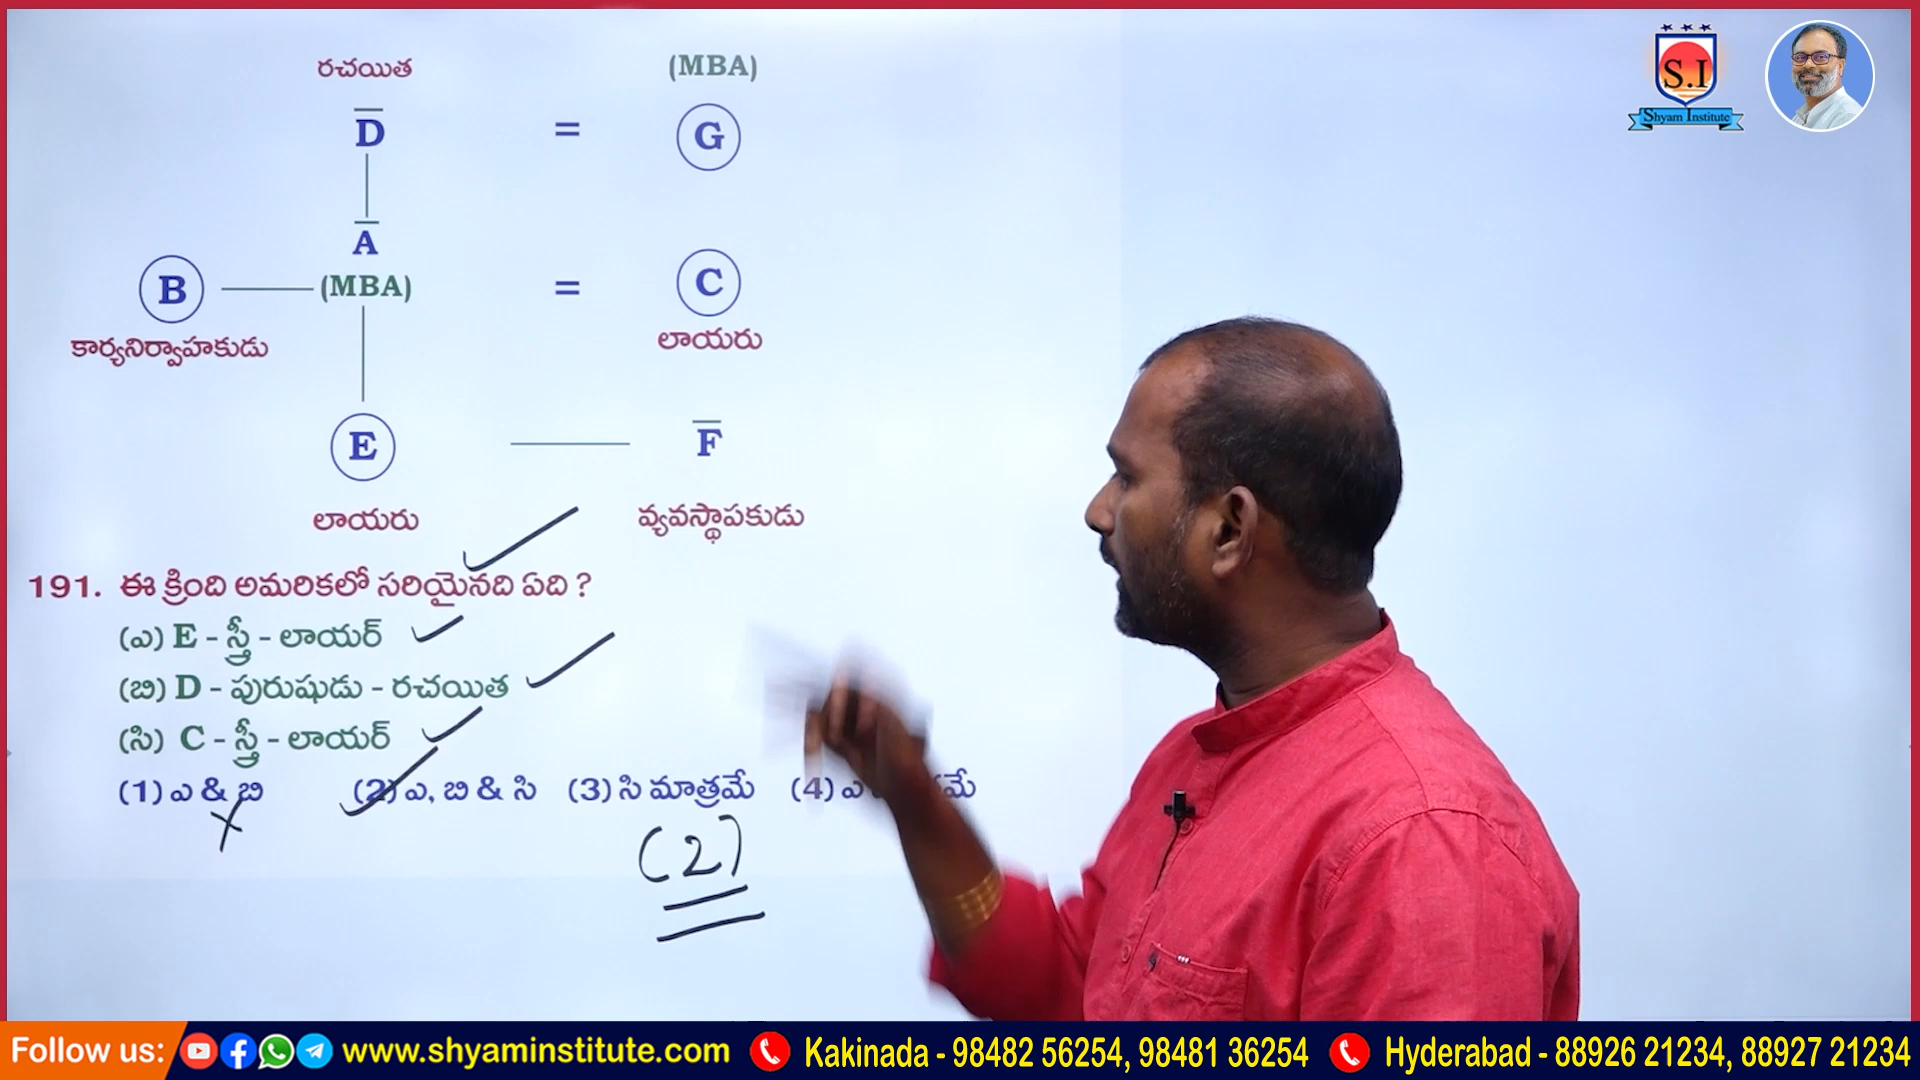 రచయిత (MBA)
D = G
A
B (MBA) = C
కార్యనిర్వాహకుడు లాయరు
E F
లాయరు వ్యవస్థాపకుడు
191. ఈ క్రింది అమరికలో సరియైనది ఏది ?
(ఎ) E - స్త్రీ - లాయర్
(బి) D - పురుషుడు - రచయిత
(సి) C - స్త్రీ - లాయర్
(1) ఎ & బి (2) ఎ, బి & సి (3) సి మాత్రమే (4)
(2)
S.I
Shyam Institute
Follow us: www.shyaminstitute.com Kakinada - 98482 56254, 98481 36254 Hyderabad - 88926 21234, 88927 21234